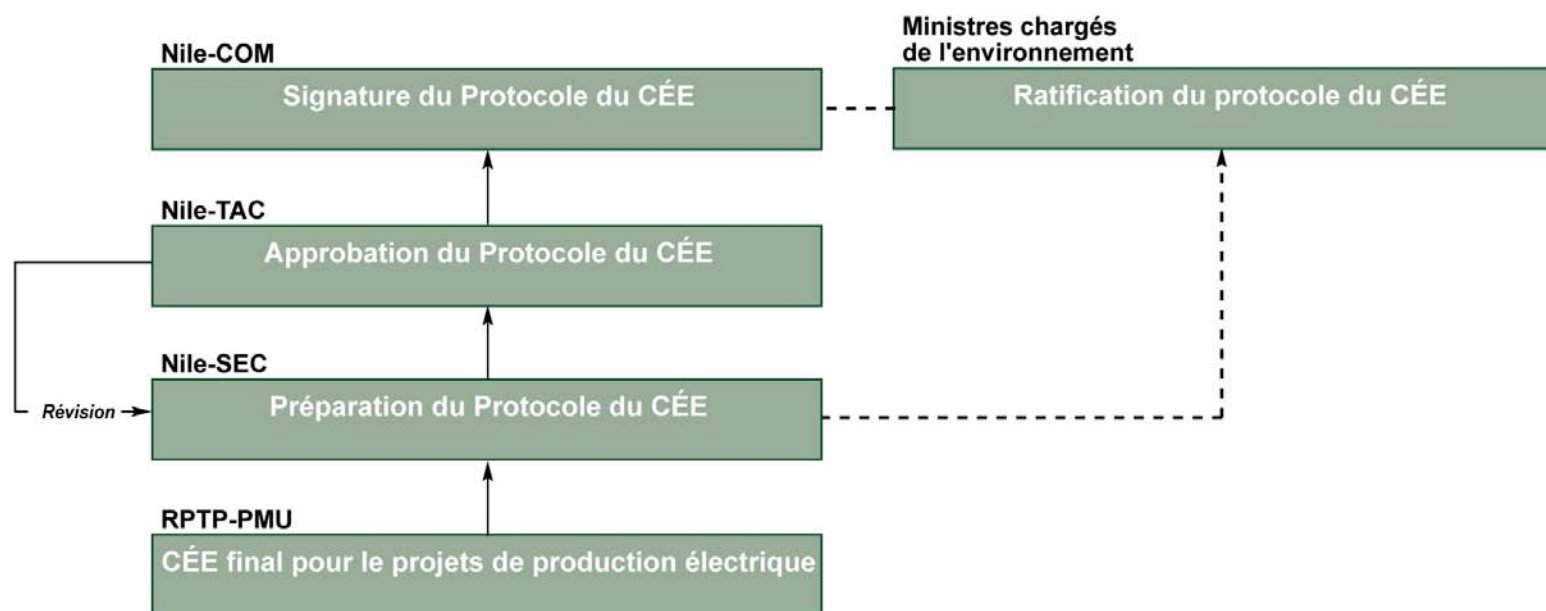 Nile-COM
Signature du Protocole du CÉE
Ministres chargés
de l'environnement
Ratification du protocole du CÉE
Nile-TAC
Approbation du Protocole du CÉE
Nile-SEC
Révision
Préparation du Protocole du CÉE
RPTP-PMU
CÉE final pour le projets de production électrique